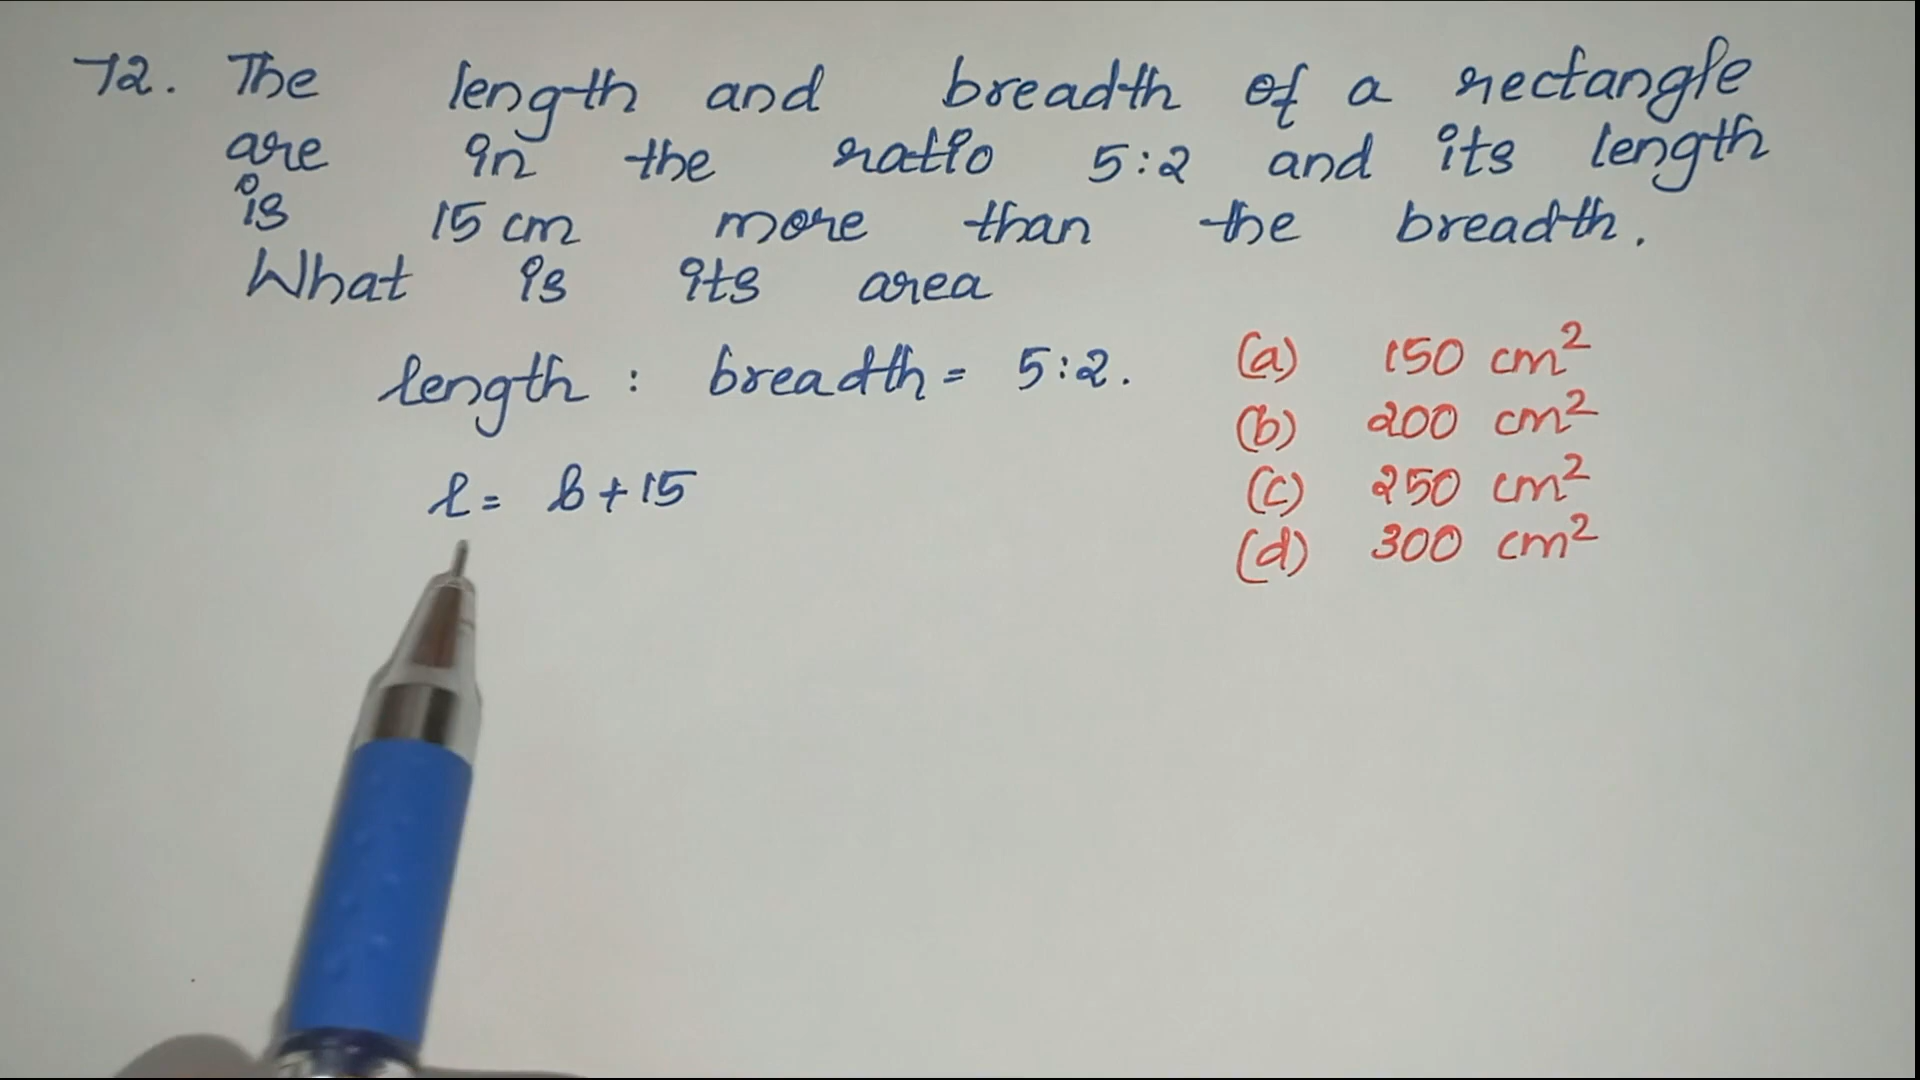 72. The length and breadth of a rectangle
are in the ratio 5:2 and its length
is 15 cm more than the breadth.
What is its area
length : breadth = 5:2.
l = b + 15
(a) 150 cm²
(b) 200 cm²
(c) 250 cm²
(d) 300 cm²